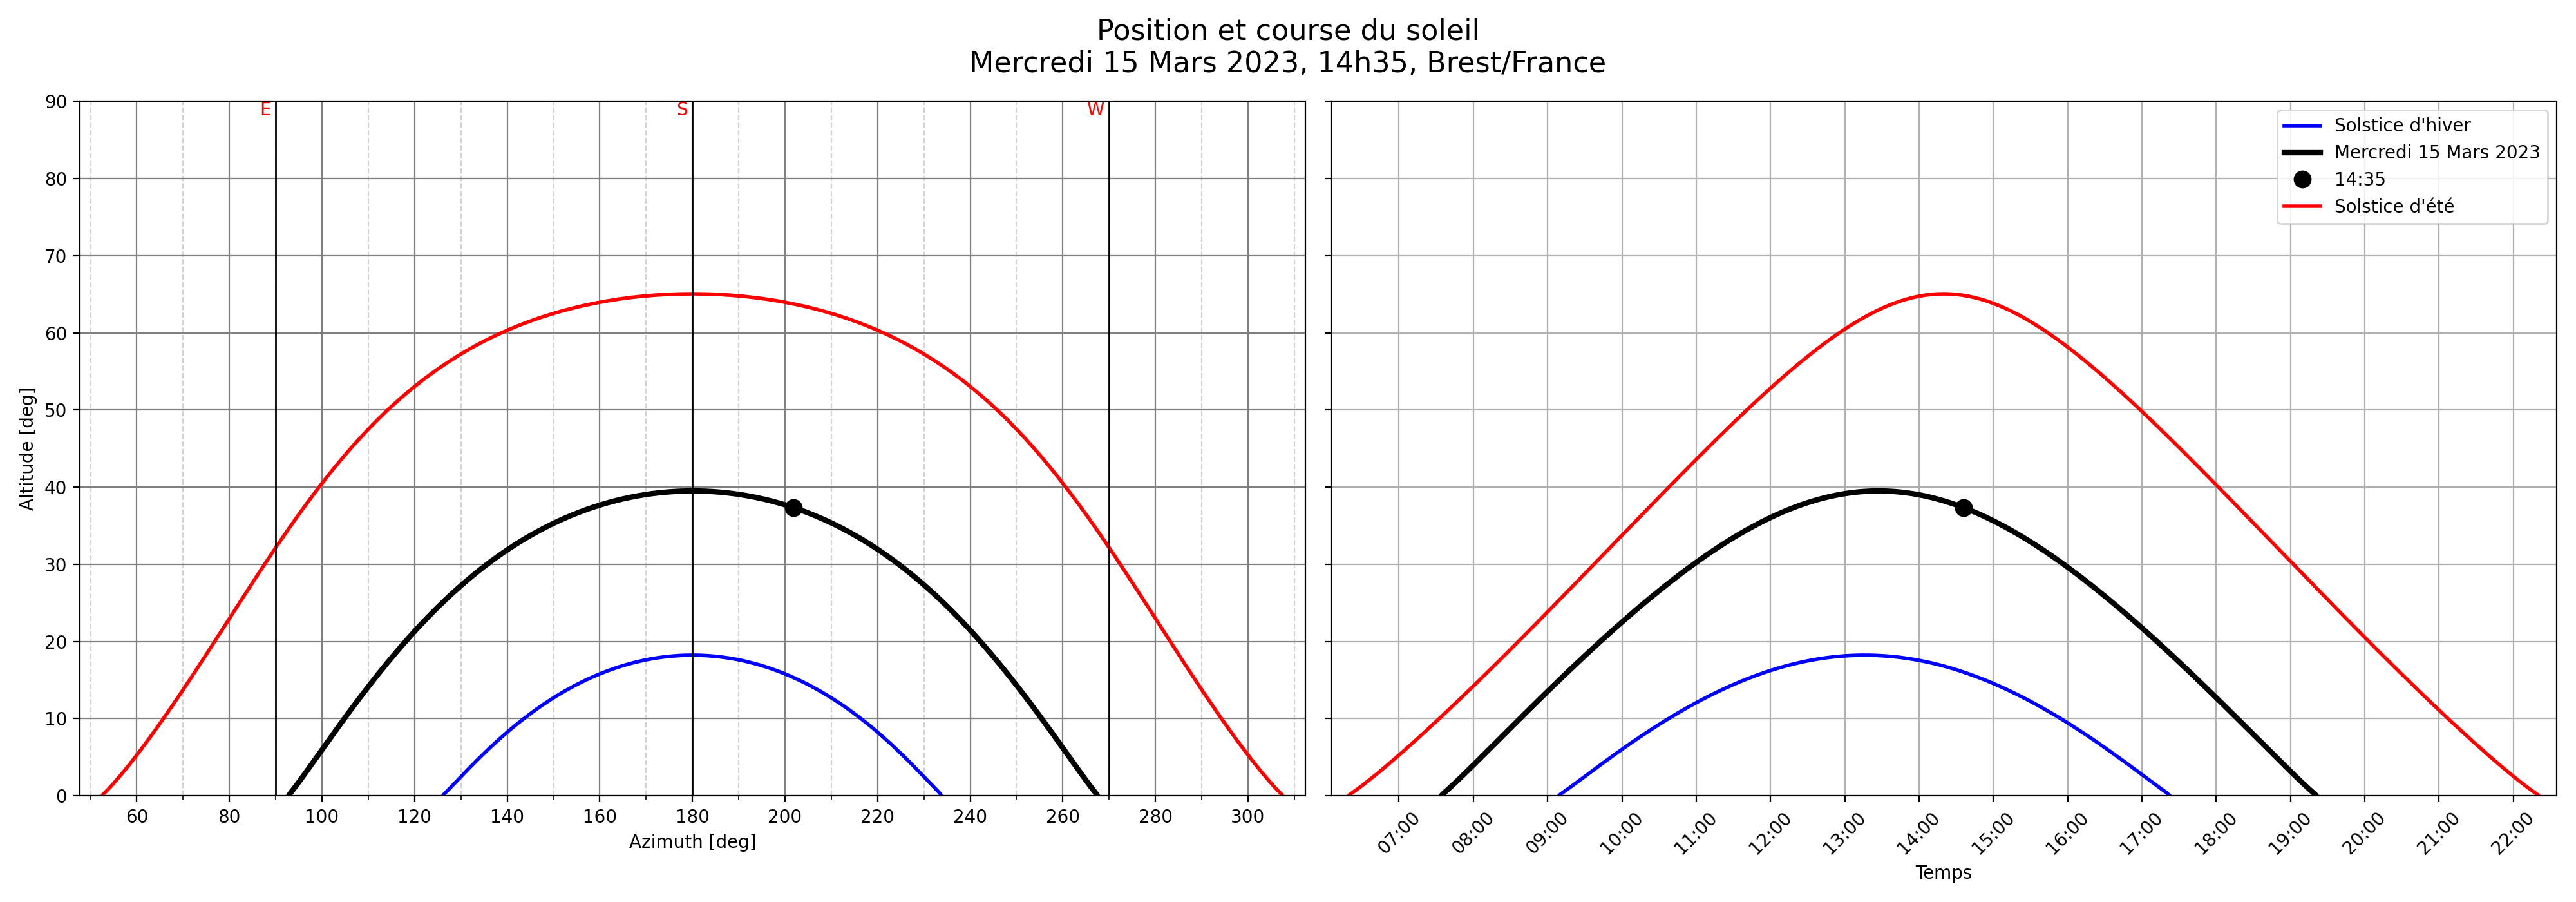 Position et course du soleil
Mercredi 15 Mars 2023, 14h35, Brest/France
E
S
W
90
80
70
60
50
40
30
20
10
0
Altitude [deg]
60 80 100 120 140 160 180 200 220 240 260 280 300
Azimuth [deg]
Solstice d'hiver
Mercredi 15 Mars 2023
14:35
Solstice d'été
07:00 08:00 09:00 10:00 11:00 12:00 13:00 14:00 15:00 16:00 17:00 18:00 19:00 20:00 21:00 22:00
Temps